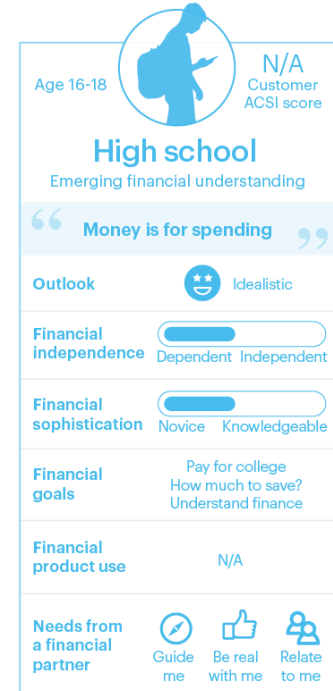 Age 16-18
N/A
Customer
ACSI score
High school
Emerging financial understanding
“ Money is for spending ”
Outlook
Idealistic
Financial
independence
Dependent Independent
Financial
sophistication
Novice Knowledgeable
Financial
goals
Pay for college
How much to save?
Understand finance
Financial
product use
N/A
Needs from
a financial
partner
Guide
me
Be real
with me
Relate
to me